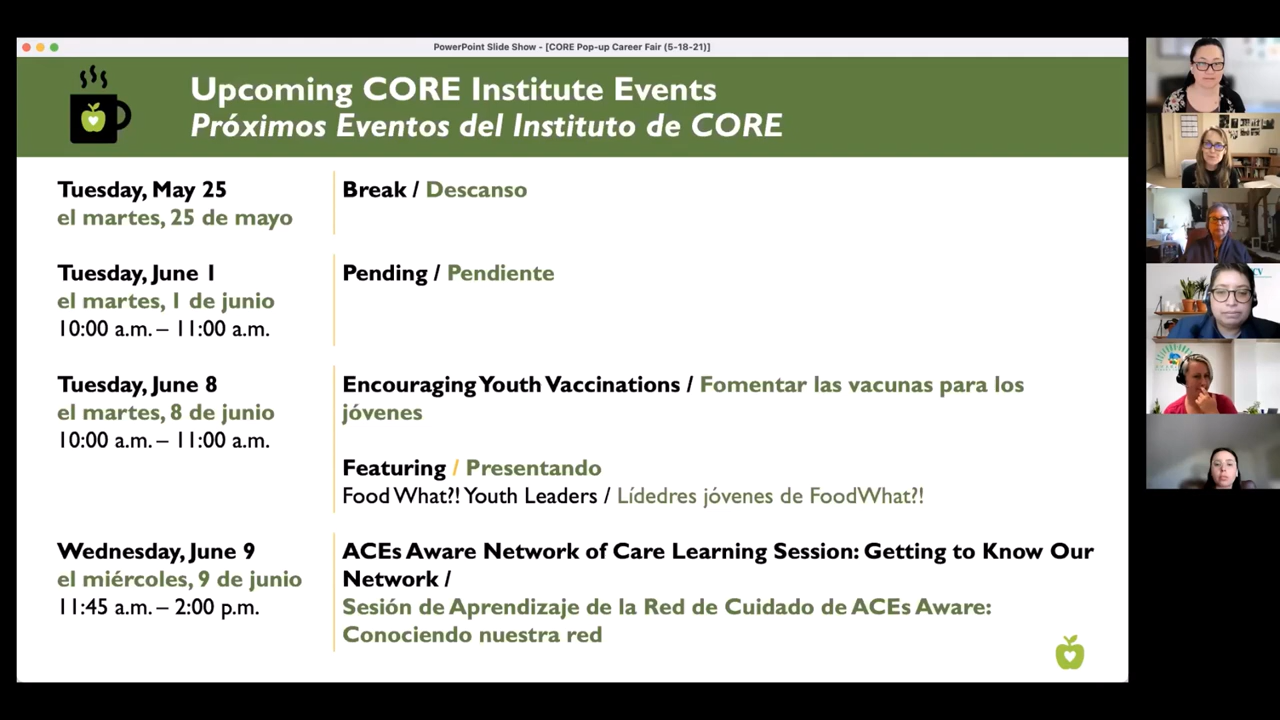 PowerPoint Slide Show - [CORE Pop-up Career Fair (5-18-21)]
Upcoming CORE Institute Events
Próximos Eventos del Instituto de CORE
Tuesday, May 25
el martes, 25 de mayo
Break / Descanso
Tuesday, June 1
el martes, 1 de junio
10:00 a.m. – 11:00 a.m.
Pending / Pendiente
Tuesday, June 8
el martes, 8 de junio
10:00 a.m. – 11:00 a.m.
Encouraging Youth Vaccinations / Fomentar las vacunas para los
jóvenes
Featuring / Presentando
Food What?! Youth Leaders / Lídedres jóvenes de FoodWhat?!
Wednesday, June 9
el miércoles, 9 de junio
11:45 a.m. – 2:00 p.m.
ACEs Aware Network of Care Learning Session: Getting to Know Our
Network /
Sesión de Aprendizaje de la Red de Cuidado de ACEs Aware:
Conociendo nuestra red